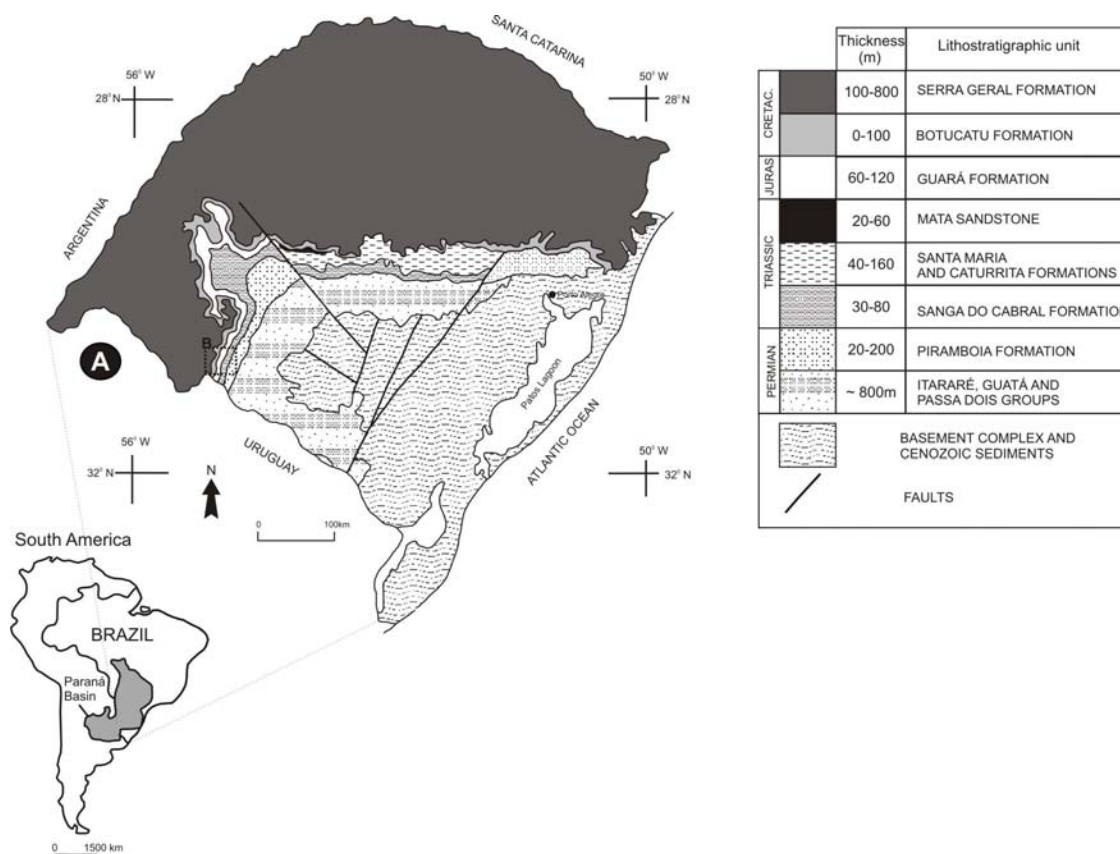 SANTA CATARINA
56° W
28° N
50° W
28° N
ARGENTINA
A
B
Porto Alegre
Patos Lagoon
ATLANTIC OCEAN
URUGUAY
56° W
32° N
50° W
32° N
N
0 100km
South America
BRAZIL
Paraná
Basin
0 1500 km
Thickness
(m)
Lithostratigraphic unit
CRETAC.
100-800
SERRA GERAL FORMATION
0-100
BOTUCATU FORMATION
JURAS
60-120
GUARÁ FORMATION
TRIASSIC
20-60
MATA SANDSTONE
40-160
SANTA MARIA
AND CATURRITA FORMATIONS
30-80
SANGA DO CABRAL FORMATION
PERMIAN
20-200
PIRAMBOIA FORMATION
~ 800m
ITARARÉ, GUATÁ AND
PASSA DOIS GROUPS
BASEMENT COMPLEX AND
CENOZOIC SEDIMENTS
FAULTS